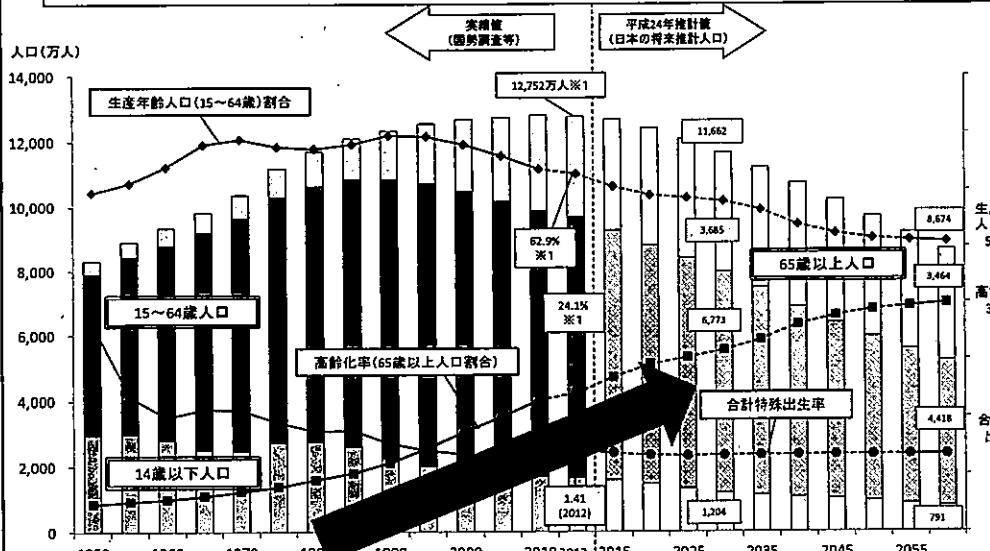 実績値
(国勢調査等)
平成24年推計値
(日本の将来推計人口)
人口(万人)
14,000
12,000
10,000
8,000
6,000
4,000
2,000
0
生産年齢人口(15~64歳)割合
12,752万人※1
11,662
3,685
6,773
1,204
62.9%
※1
24.1%
※1
65歳以上人口
15~64歳人口
高齢化率(65歳以上人口割合)
合計特殊出生率
14歳以下人口
1.41
(2012)
8,674
3,464
4,418
791
2015
2025
2035
2045
2055